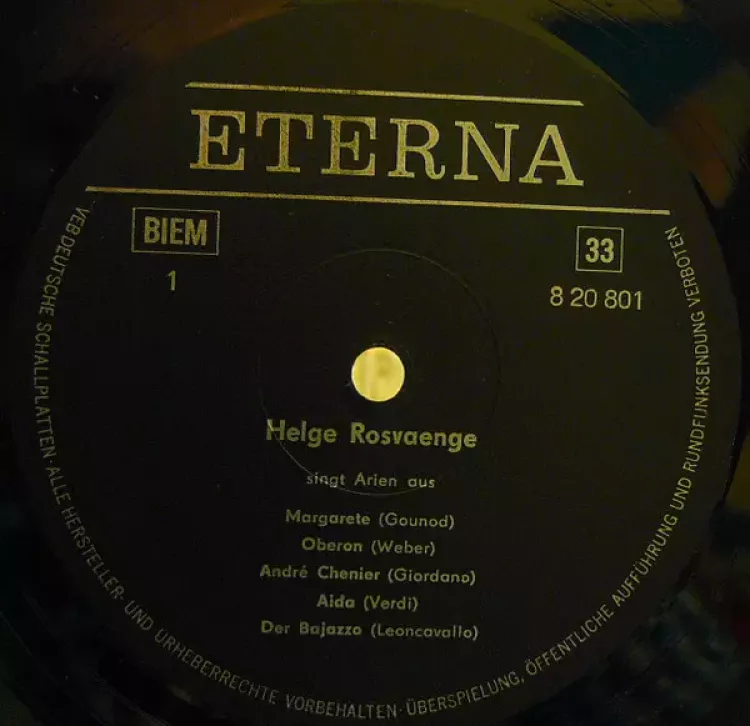 ETERNA
BIEM
33
1
8 20 801
Helge Rosvaenge
singt Arien aus
Margarete (Gounod)
Oberon (Weber)
André Chenier (Giordano)
Aida (Verdi)
Der Bajazzo (Leoncavallo)
VEB DEUTSCHE SCHALLPLATTEN · ALLE HERSTELLER- UND URHEBERRECHTE VORBEHALTEN · ÜBERSPIELUNG, ÖFFENTLICHE AUFFÜHRUNG UND RUNDFUNKSENDUNG VERBOTEN